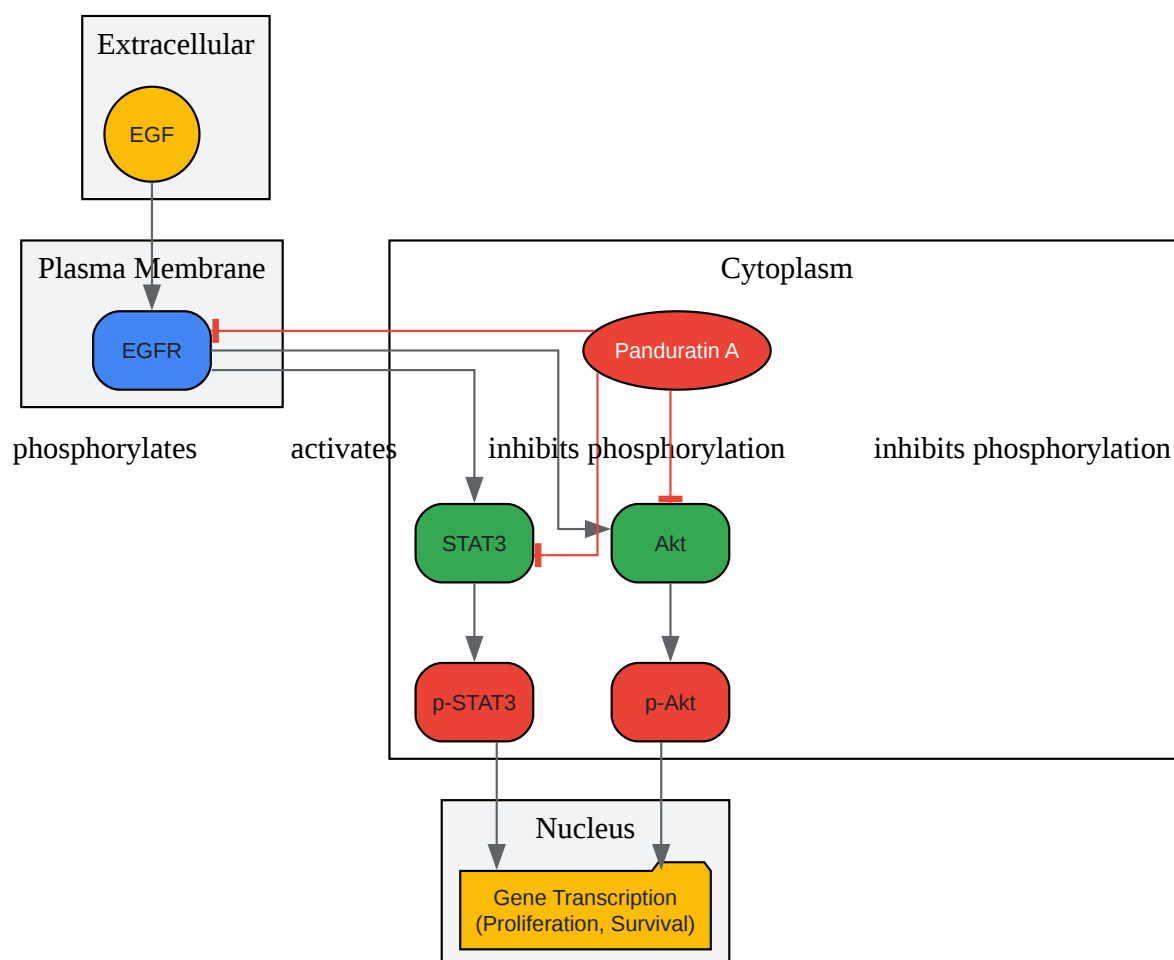 Extracellular
EGF
Plasma Membrane
Cytoplasm
EGFR
Panduratin A
phosphorylates
activates
inhibits phosphorylation
inhibits phosphorylation
STAT3
Akt
p-STAT3
p-Akt
Nucleus
Gene Transcription
(Proliferation, Survival)